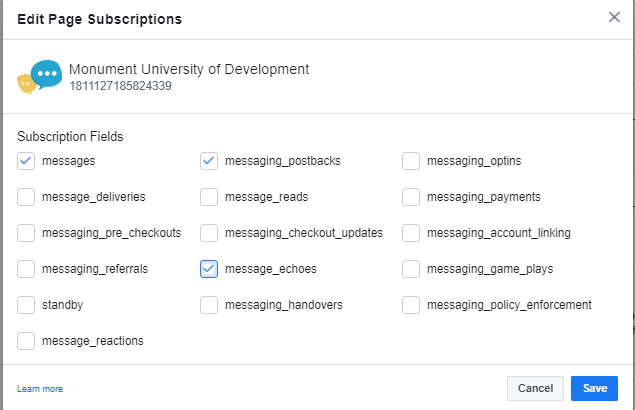 Edit Page Subscriptions
Monument University of Development
1811127185824339
Subscription Fields
messages messaging_postbacks messaging_optins
message_deliveries message_reads messaging_payments
messaging_pre_checkouts messaging_checkout_updates messaging_account_linking
messaging_referrals message_echoes messaging_game_plays
standby messaging_handovers messaging_policy_enforcement
message_reactions
Learn more Cancel Save